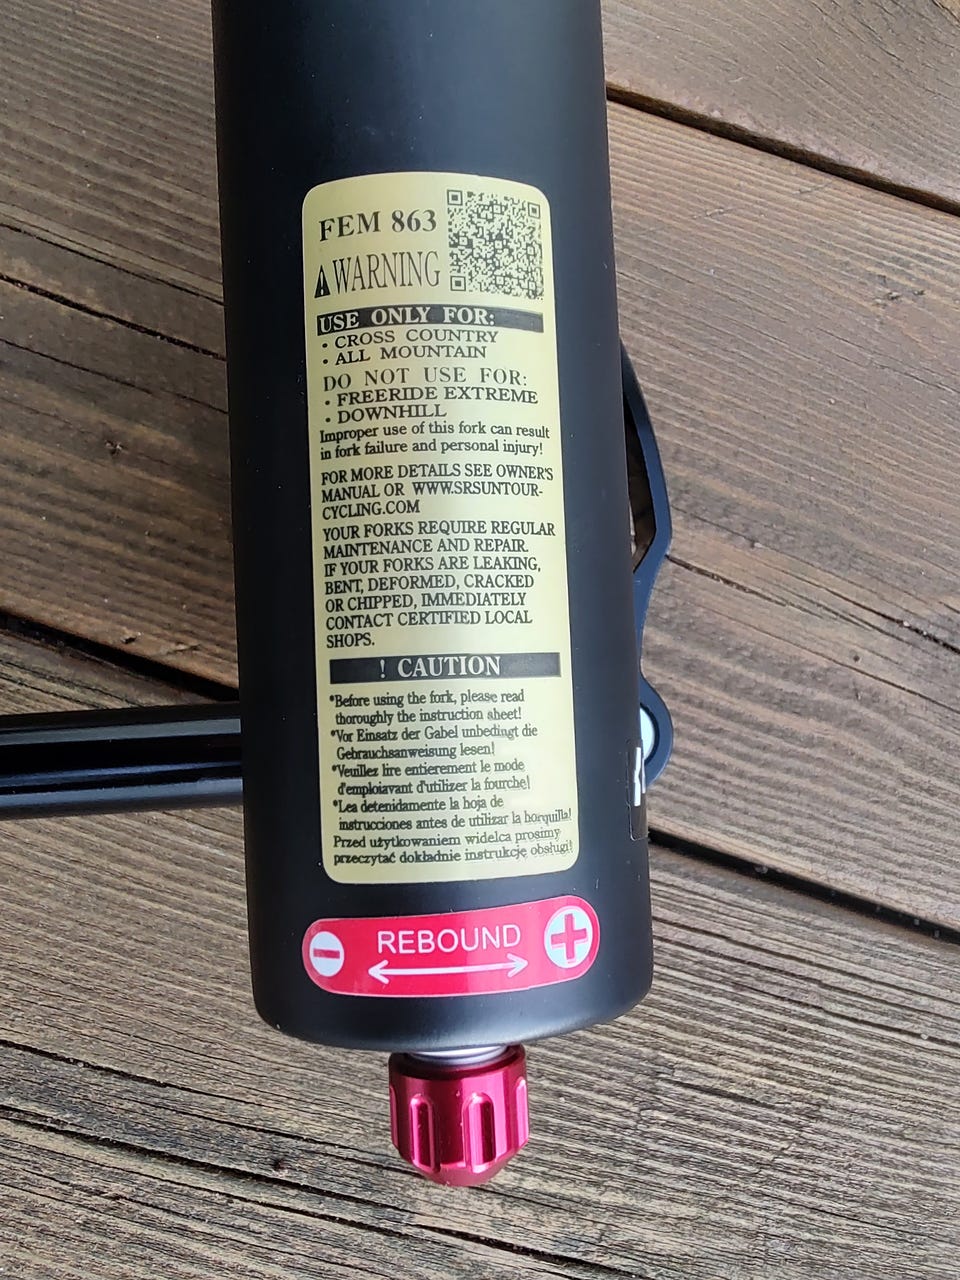 FEM 863
WARNING
USE ONLY FOR:
• CROSS COUNTRY
• ALL MOUNTAIN
DO NOT USE FOR:
• FREERIDE EXTREME
• DOWNHILL
Improper use of this fork can result
in fork failure and personal injury!
FOR MORE DETAILS SEE OWNER'S
MANUAL OR WWW.SRSUNTOUR-
CYCLING.COM
YOUR FORKS REQUIRE REGULAR
MAINTENANCE AND REPAIR.
IF YOUR FORKS ARE LEAKING,
BENT, DEFORMED, CRACKED
OR CHIPPED, IMMEDIATELY
CONTACT CERTIFIED LOCAL
SHOPS.
! CAUTION
*Before using the fork, please read
thoroughly the instruction sheet!
*Vor Einsatz der Gabel unbedingt die
Gebrauchsanweisung lesen!
*Veuillez lire entierement le mode
d'emploiavant d'utilizer la fourche!
*Lea detenidamente la hoja de
instrucciones antes de utilizar la horquilla!
Przed użytkowaniem widelca prosimy
przeczytać dokładnie instrukcję obsługi!
- REBOUND +